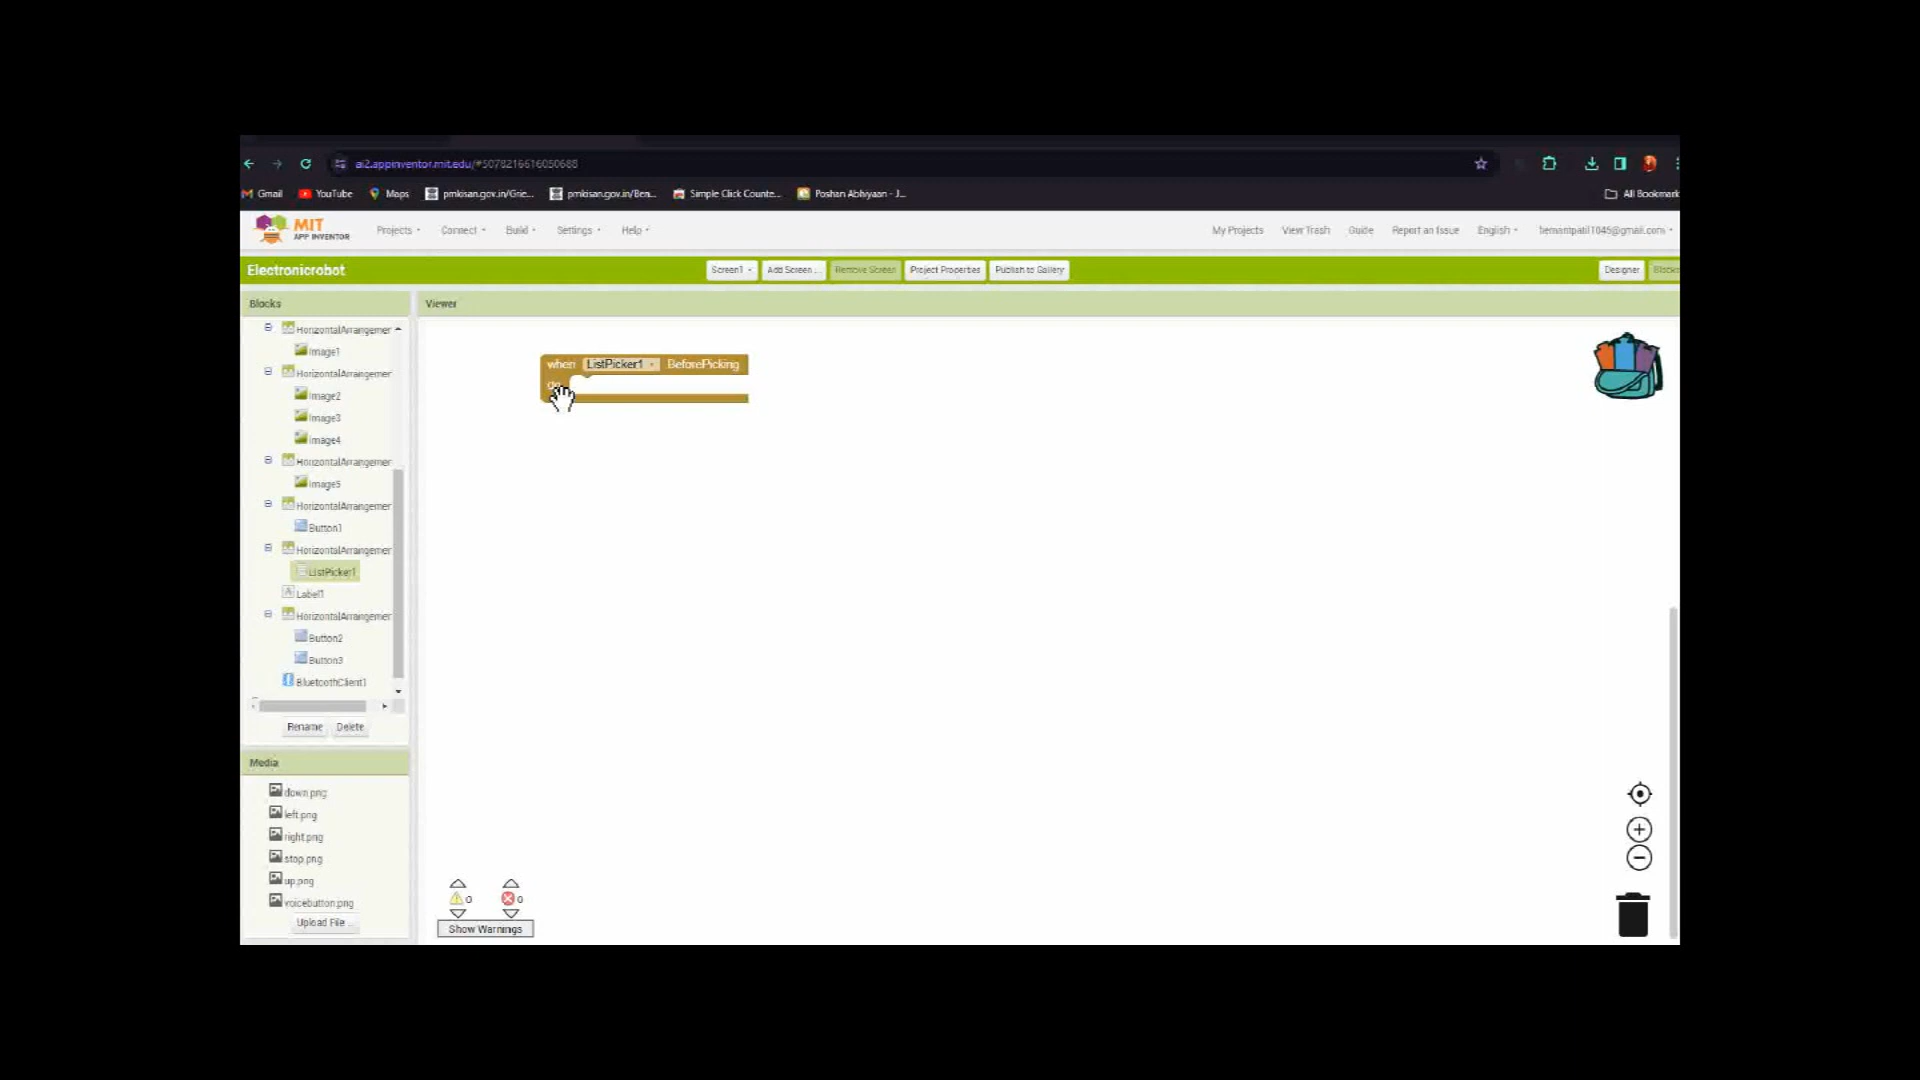 ai2.appinventor.mit.edu/#5078216616050688
Gmail YouTube Maps pmkisan.gov.in/Grie... pmkisan.gov.in/Ben... Simple Click Counte... Poshan Abhiyaan - J... All Bookmark
MIT
APP INVENTOR
Projects Connect Build Settings Help My Projects View Trash Guide Report an Issue English
Electronicrobot Screen1 Add Screen ... Remove Screen Project Properties Publish to Gallery Designer Blocks
Blocks Viewer
HorizontalArrangemer
Image1
HorizontalArrangemer
Image2
Image3
Image4
HorizontalArrangemer
Image5
HorizontalArrangemer
Button1
HorizontalArrangemer
ListPicker1
Label1
HorizontalArrangemer
Button2
Button3
BluetoothClient1
Rename Delete
Media
down.png
left.png
right.png
stop.png
up.png
voicebutton.png
Upload File ...
when ListPicker1 .BeforePicking
do
0 0
Show Warnings